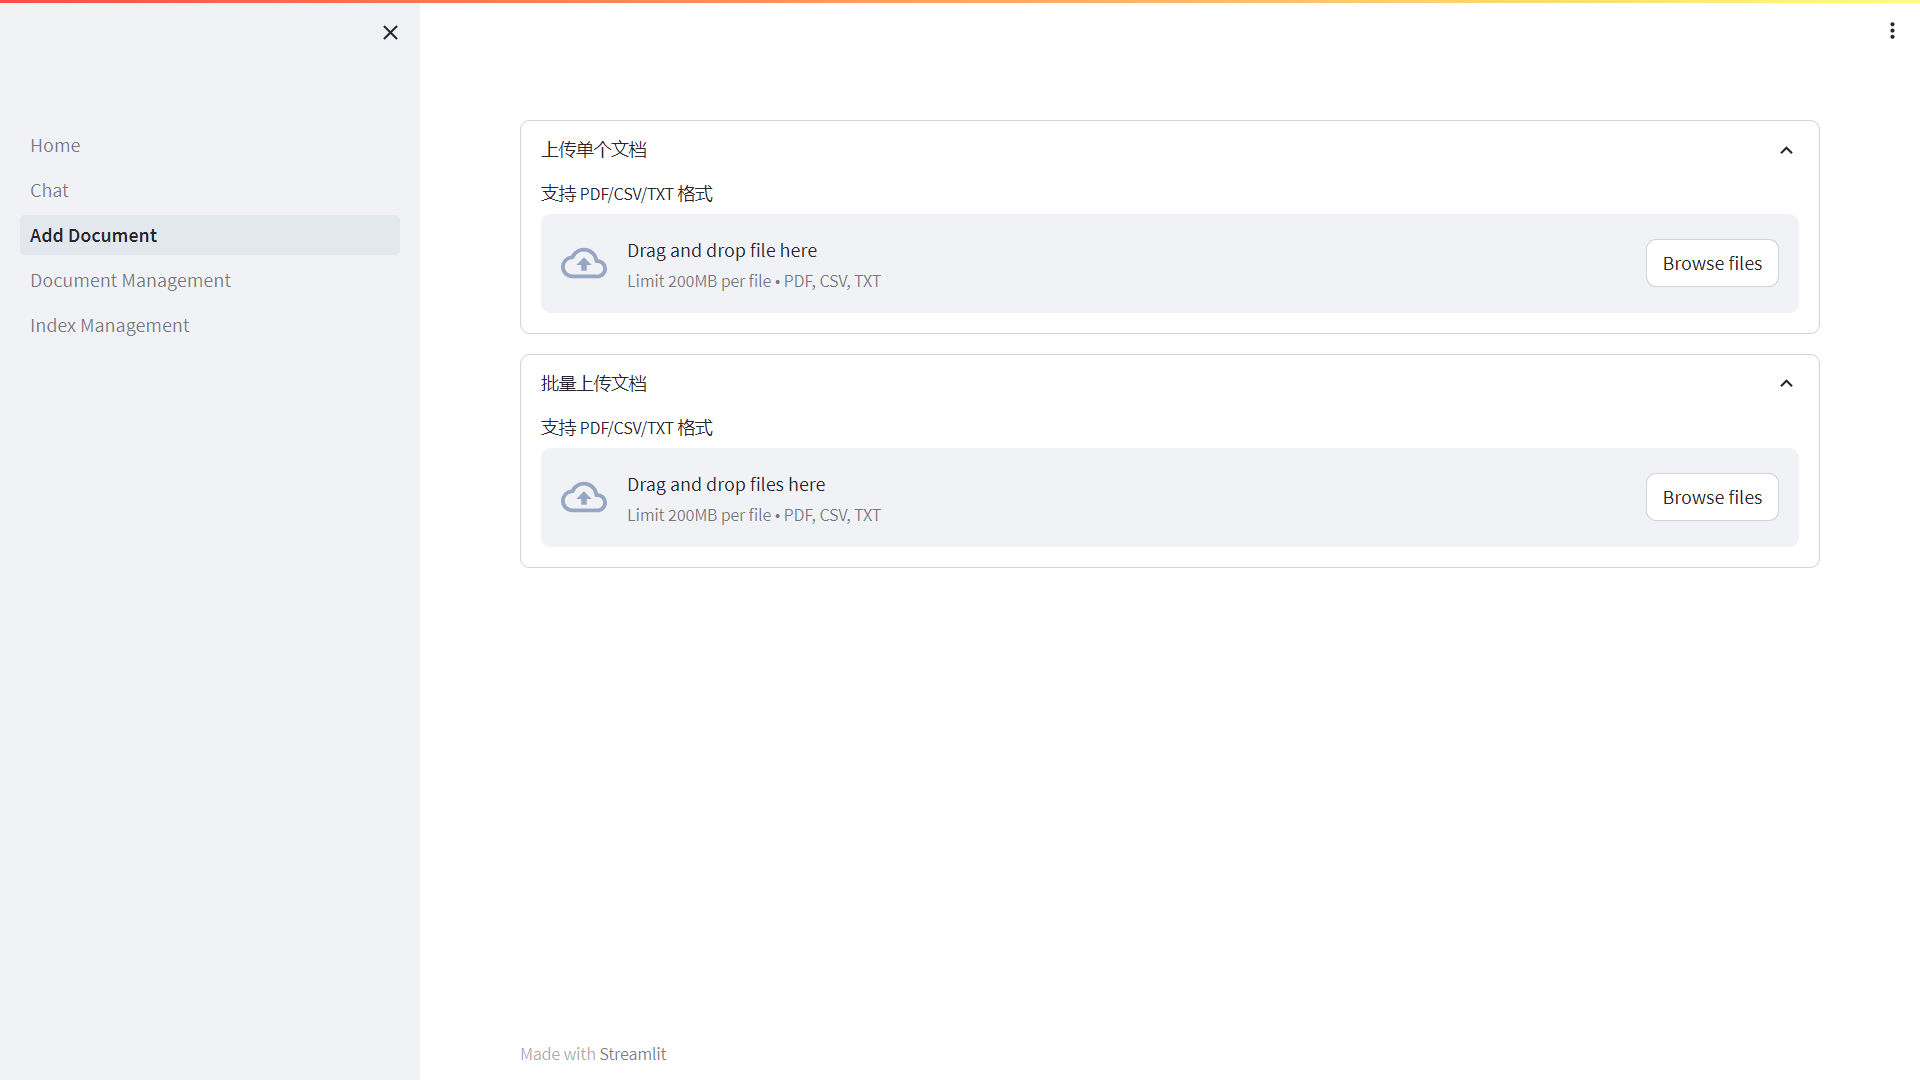 Home
Chat
Add Document
Document Management
Index Management
上传单个文档
支持 PDF/CSV/TXT 格式
Drag and drop file here
Limit 200MB per file • PDF, CSV, TXT
Browse files
批量上传文档
支持 PDF/CSV/TXT 格式
Drag and drop files here
Limit 200MB per file • PDF, CSV, TXT
Browse files
Made with Streamlit